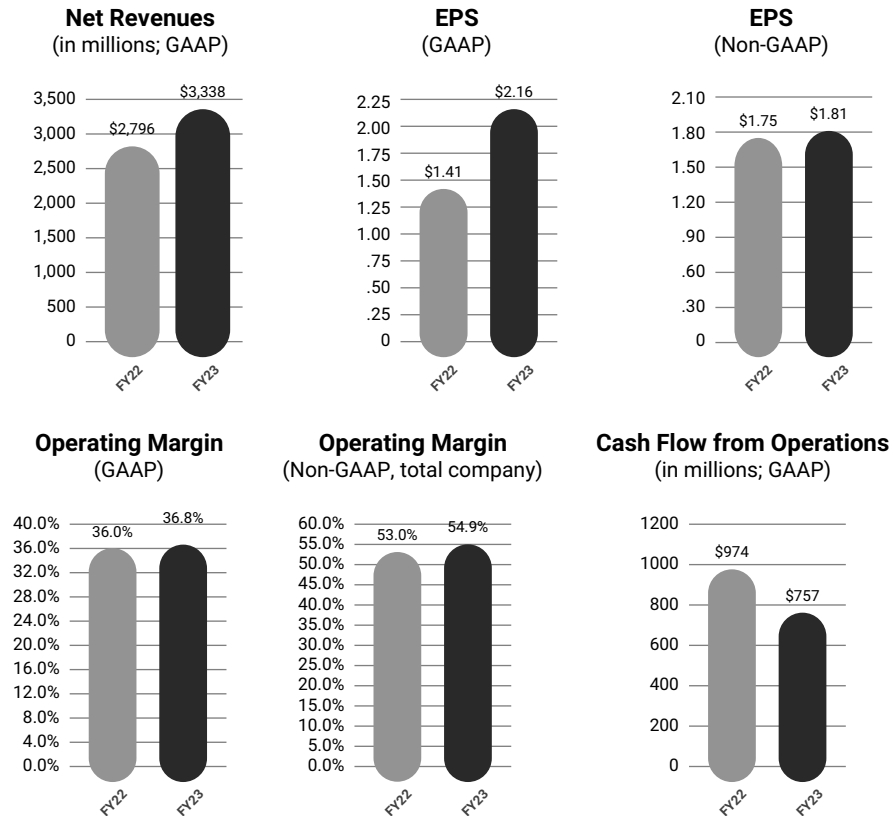 Net Revenues
(in millions; GAAP)
3,500
3,000
2,500
2,000
1,500
1,000
500
0
$2,796
$3,338
FY22
FY23
EPS
(GAAP)
2.25
2.00
1.75
1.50
1.25
1.00
.75
.50
.25
0
$1.41
$2.16
FY22
FY23
EPS
(Non-GAAP)
2.10
1.80
1.50
1.20
.90
.60
.30
0
$1.75
$1.81
FY22
FY23
Operating Margin
(GAAP)
40.0%
36.0%
32.0%
28.0%
24.0%
20.0%
16.0%
12.0%
8.0%
4.0%
0.0%
36.0%
36.8%
FY22
FY23
Operating Margin
(Non-GAAP, total company)
60.0%
55.0%
50.0%
45.0%
40.0%
35.0%
30.0%
25.0%
20.0%
15.0%
10.0%
5.0%
0.0%
53.0%
54.9%
FY22
FY23
Cash Flow from Operations
(in millions; GAAP)
1200
1000
800
600
400
200
0
$974
$757
FY22
FY23